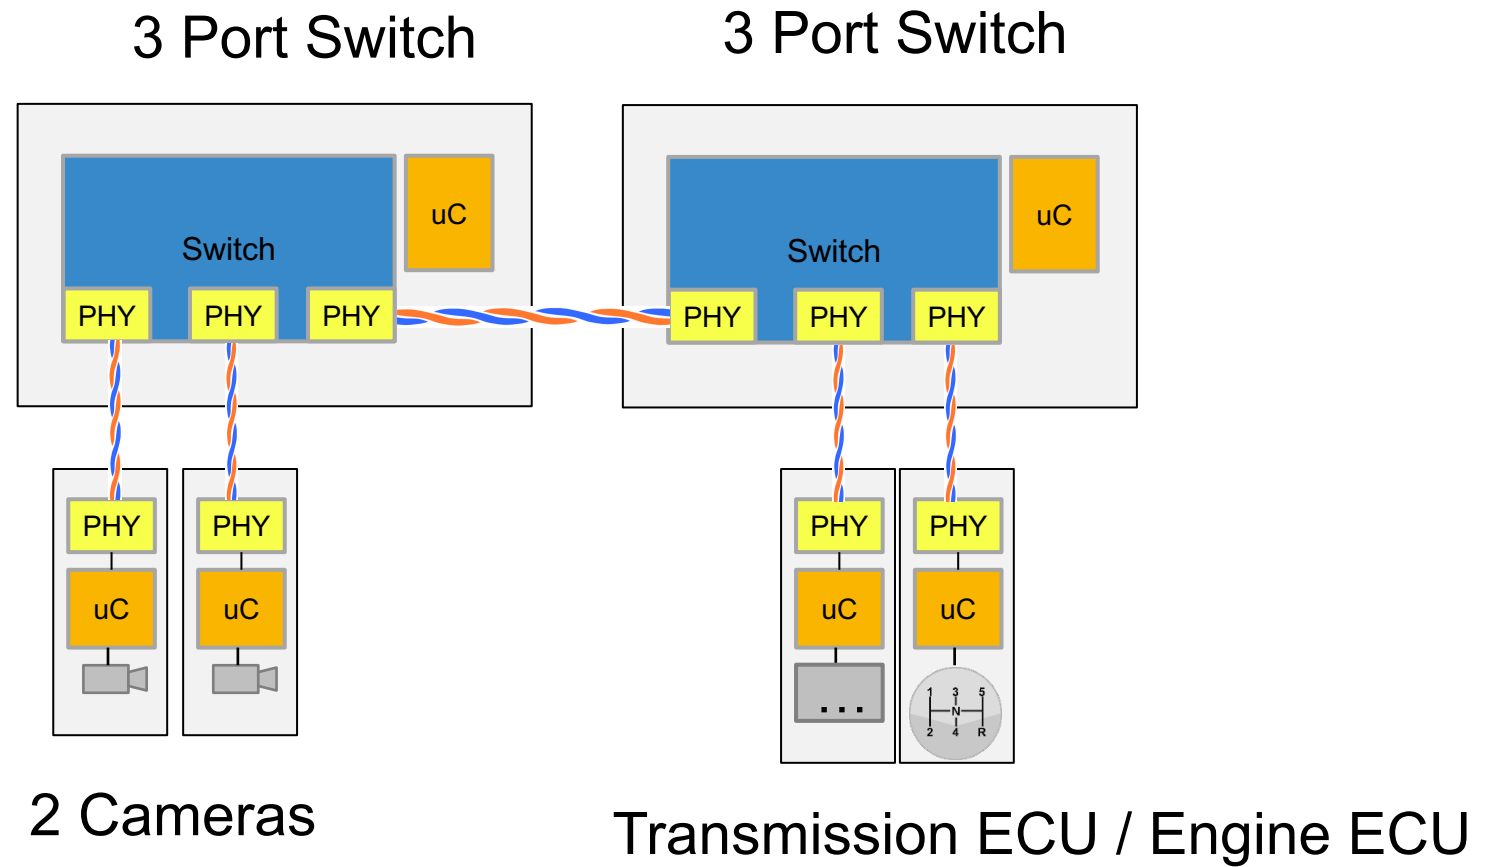 3 Port Switch
3 Port Switch
Switch
uC
PHY
PHY
PHY
Switch
uC
PHY
PHY
PHY
PHY
uC
PHY
uC
PHY
uC
...
PHY
uC
1 3 5
N
2 4 R
2 Cameras
Transmission ECU / Engine ECU